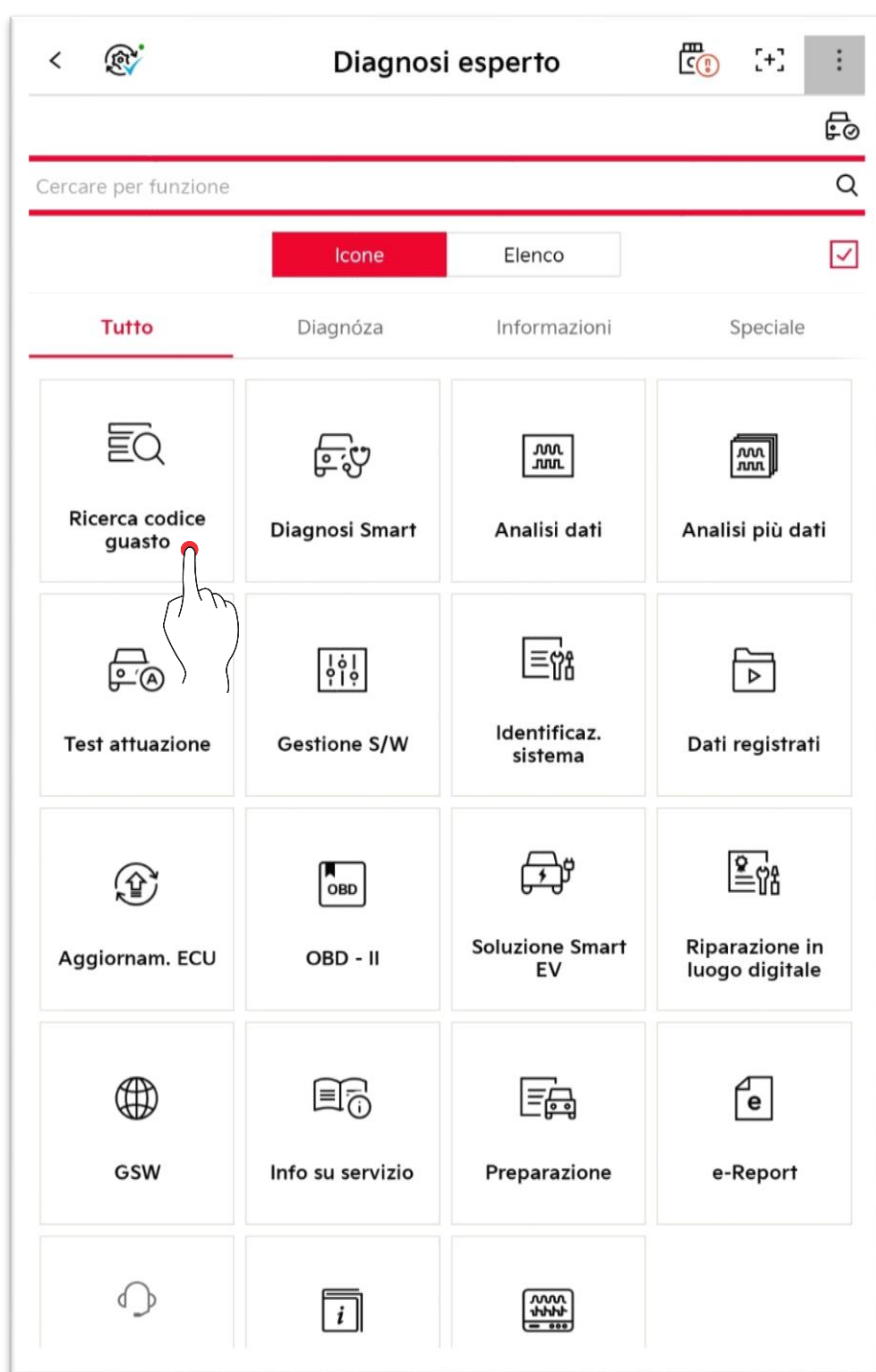 Diagnosi esperto
Cercare per funzione
Icone
Elenco
Tutto
Diagnóza
Informazioni
Speciale
Ricerca codice
guasto
Diagnosi Smart
Analisi dati
Analisi più dati
A
Test attuazione
Gestione S/W
Identificaz.
sistema
Dati registrati
Aggiornam. ECU
OBD
OBD - II
Soluzione Smart
EV
Riparazione in
luogo digitale
GSW
Info su servizio
Preparazione
e
e-Report
i